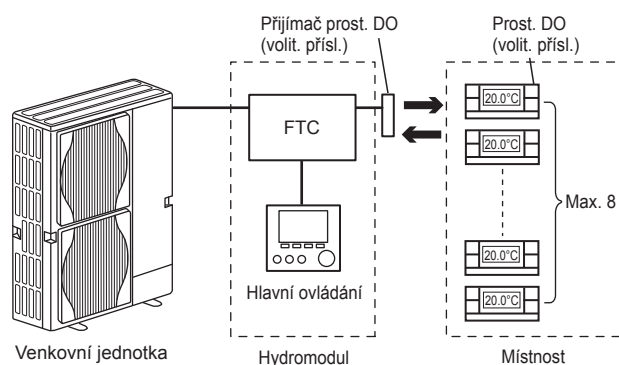 Přijímač prost. DO
(volit. přísl.)
Prost. DO
(volit. přísl.)
FTC
20.0°C
20.0°C
Max. 8
20.0°C
20.0°C
Hlavní ovládání
Venkovní jednotka
Hydromodul
Místnost